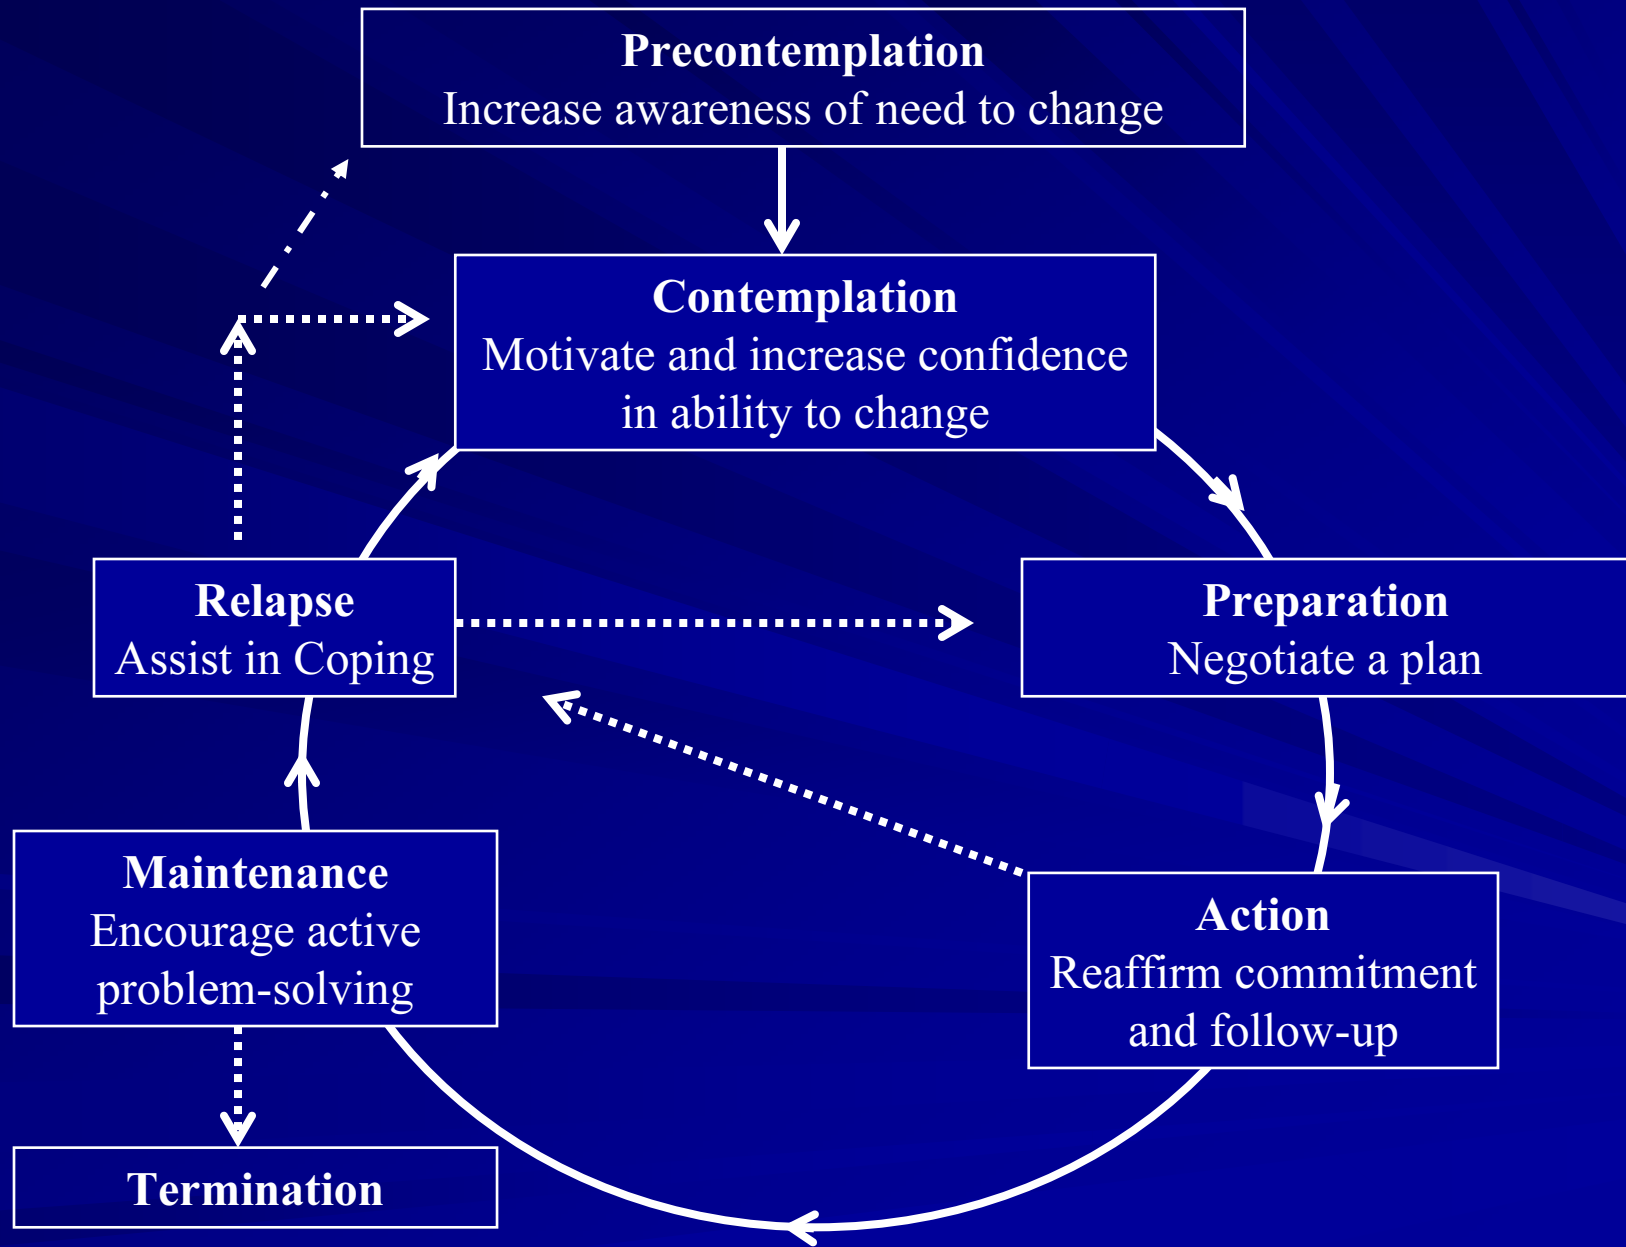 Precontemplation
Increase awareness of need to change
Contemplation
Motivate and increase confidence
in ability to change
Relapse
Assist in Coping
Preparation
Negotiate a plan
Maintenance
Encourage active
problem-solving
Action
Reaffirm commitment
and follow-up
Termination